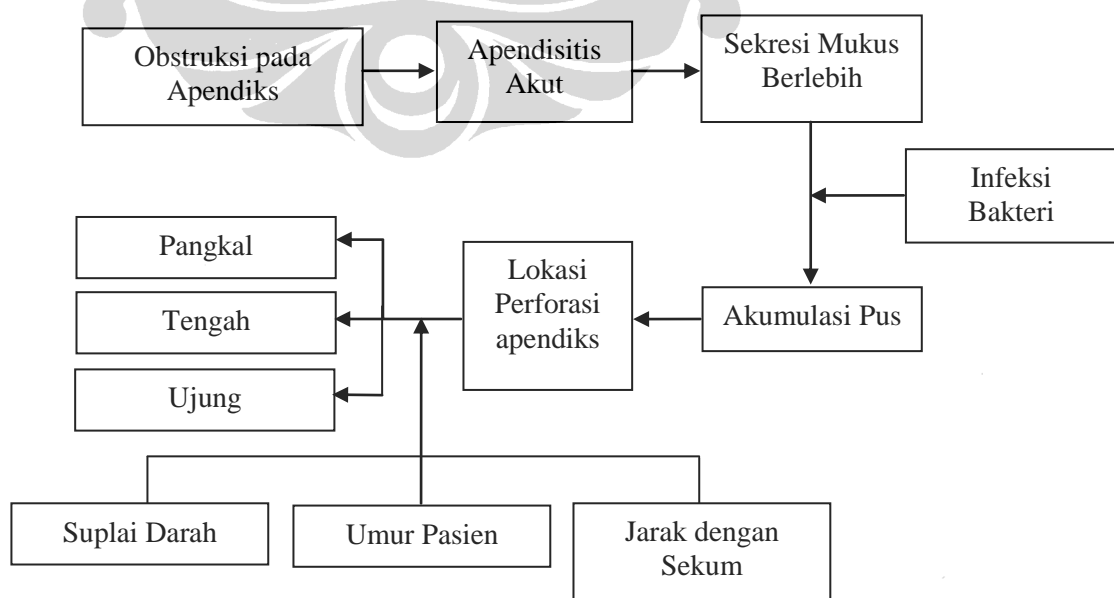 Obstruksi pada
Apendiks
Apendisitis
Akut
Sekresi Mukus
Berlebih
Infeksi
Bakteri
Pangkal
Lokasi
Perforasi
apendiks
Tengah
Akumulasi Pus
Ujung
Suplai Darah
Umur Pasien
Jarak dengan
Sekum